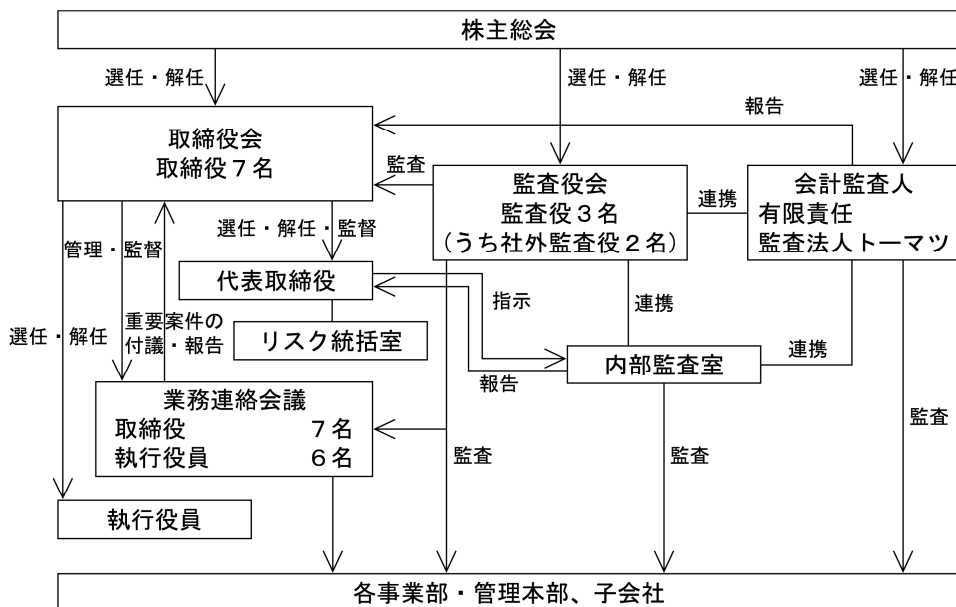 株主総会
選任・解任
選任・解任
選任・解任
報告
取締役会
取締役7名
監査
監査役会
監査役3名
(うち社外監査役2名)
連携
会計監査人
有限責任
監査法人トーマツ
管理・監督
選任・解任・監督
代表取締役
指示
連携
選任・解任
重要案件の
付議・報告
リスク統括室
報告
内部監査室
連携
業務連絡会議
取締役 7名
執行役員 6名
監査
監査
監査
執行役員
各事業部・管理本部、子会社